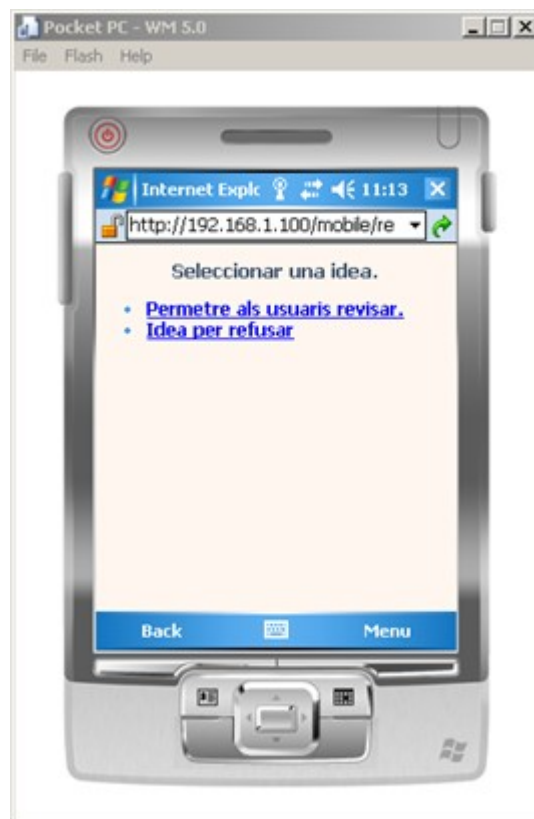 Pocket PC - WM 5.0
File Flash Help
Internet Explc 11:13
http://192.168.1.100/mobile/re
Seleccionar una idea.
Permetre als usuaris revisar.
Idea per refusar
Back Menu